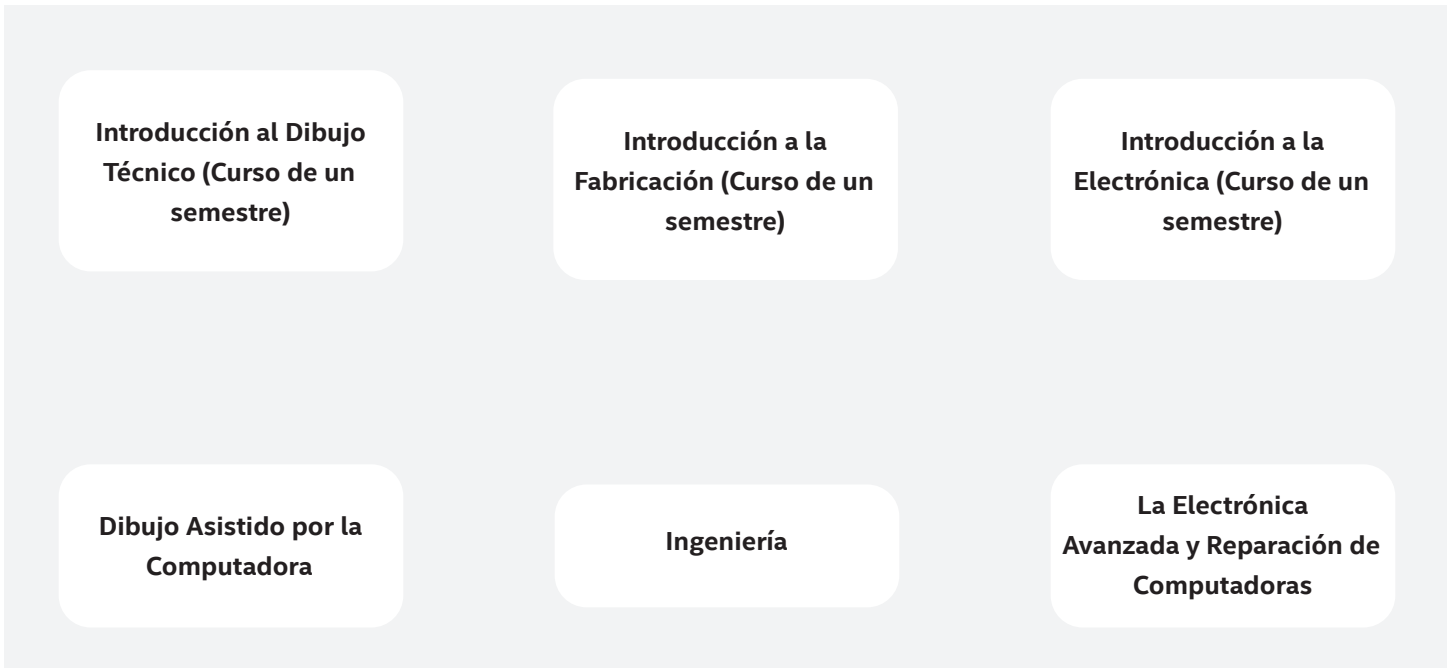 Introducción al Dibujo
Técnico (Curso de un
semestre)
Introducción a la
Fabricación (Curso de un
semestre)
Introducción a la
Electrónica (Curso de un
semestre)
Dibujo Asistido por la
Computadora
Ingeniería
La Electrónica
Avanzada y Reparación de
Computadoras